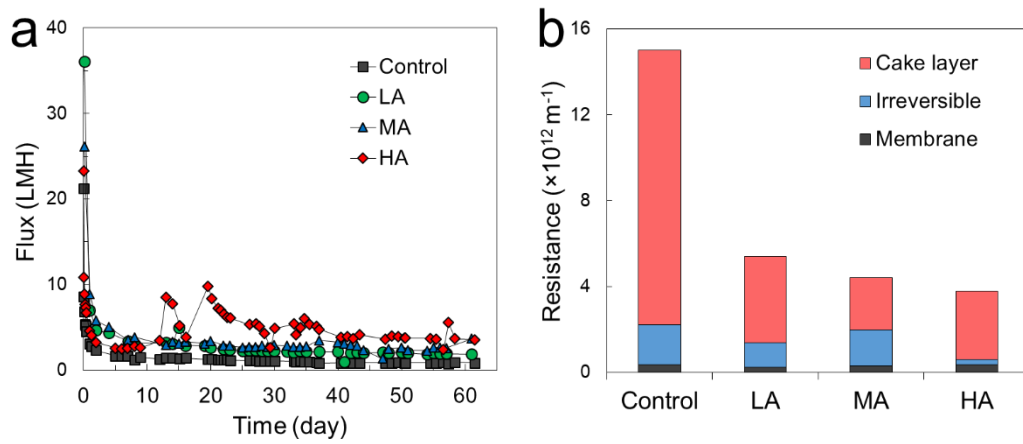 a
40
30
20
10
0
Flux (LMH)
Control
LA
MA
HA
0 10 20 30 40 50 60
Time (day)
b
16
12
8
4
0
Resistance (×10¹² m⁻¹)
Cake layer
Irreversible
Membrane
Control LA MA HA